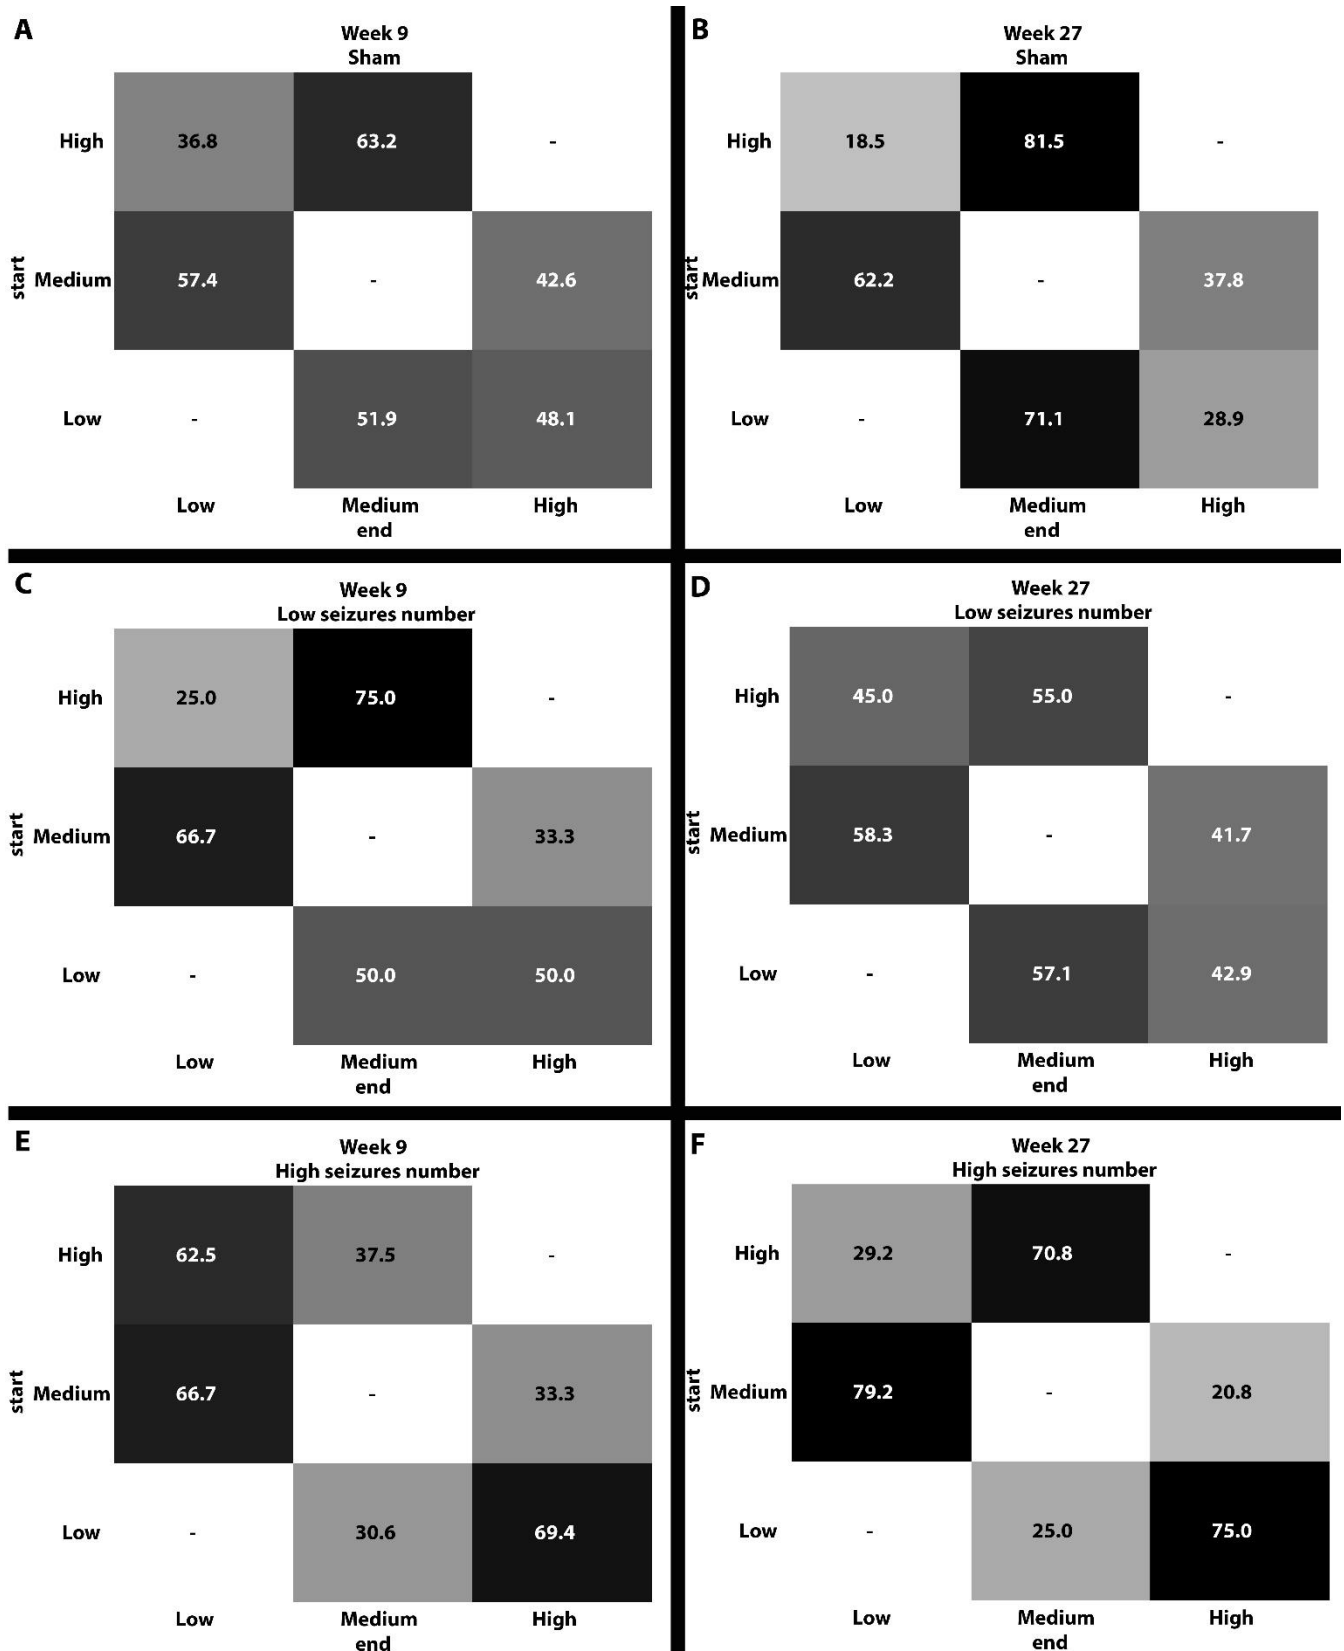 A
Week 9
Sham
High
36.8
63.2
-
start
Medium
57.4
-
42.6
Low
-
51.9
48.1
Low
Medium
High
end
B
Week 27
Sham
High
18.5
81.5
-
start
Medium
62.2
-
37.8
Low
-
71.1
28.9
Low
Medium
High
end
C
Week 9
Low seizures number
High
25.0
75.0
-
start
Medium
66.7
-
33.3
Low
-
50.0
50.0
Low
Medium
High
end
D
Week 27
Low seizures number
High
45.0
55.0
-
start
Medium
58.3
-
41.7
Low
-
57.1
42.9
Low
Medium
High
end
E
Week 9
High seizures number
High
62.5
37.5
-
start
Medium
66.7
-
33.3
Low
-
30.6
69.4
Low
Medium
High
end
F
Week 27
High seizures number
High
29.2
70.8
-
start
Medium
79.2
-
20.8
Low
-
25.0
75.0
Low
Medium
High
end